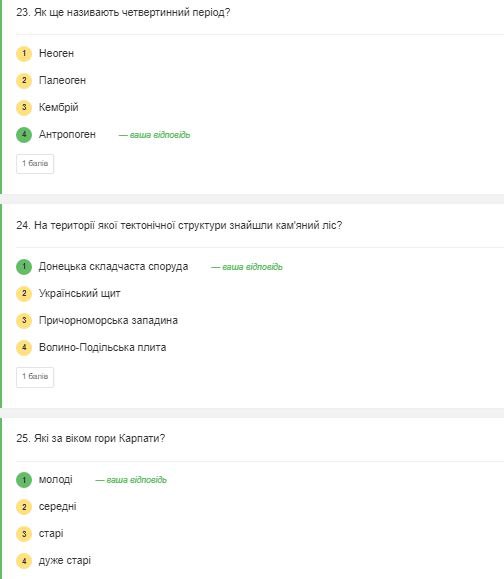 23. Як ще називають четвертинний період?
1 Неоген
2 Палеоген
3 Кембрій
4 Антропоген — ваша відповідь
1 балів
24. На території якої тектонічної структури знайшли кам'яний ліс?
1 Донецька складчаста споруда — ваша відповідь
2 Український щит
3 Причорноморська западина
4 Волино-Подільська плита
1 балів
25. Які за віком гори Карпати?
1 молоді — ваша відповідь
2 середні
3 старі
4 дуже старі